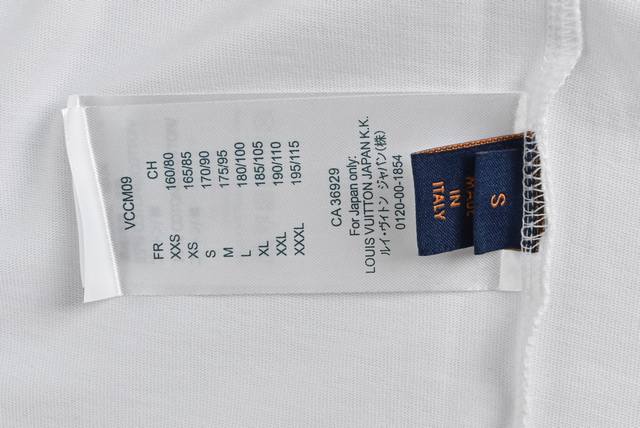 VCCM09
FR CH
XXS 160/80
XS 165/85
S 170/90
M 175/95
L 180/100
XL 185/105
XXL 190/110
XXXL 195/115
CA 36929
For Japan only:
LOUIS VUITTON JAPAN K.K.
ルイ・ヴィトン ジャパン(株)
0120-00-1854
MADE
IN
ITALY
S